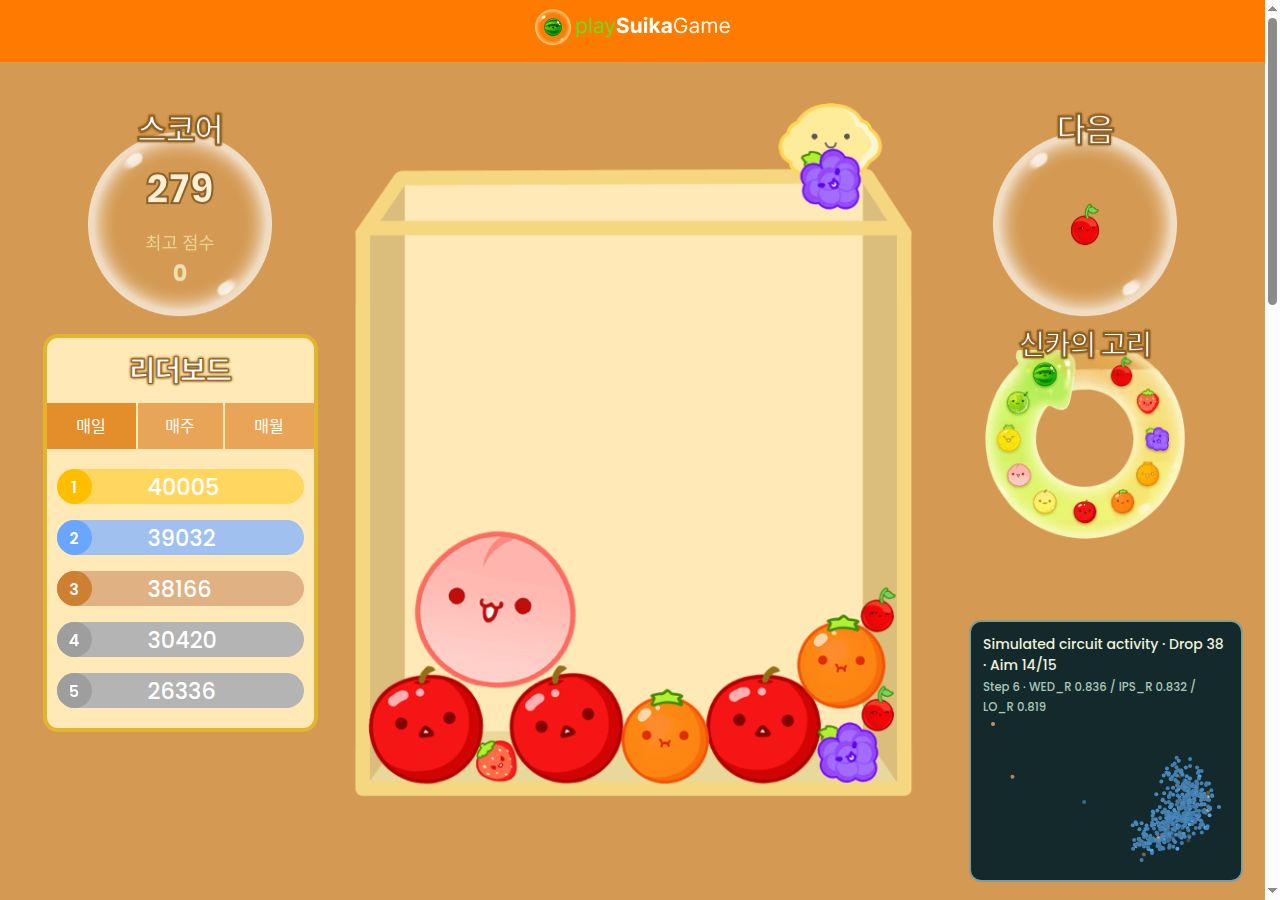 playSuikaGame
스코어
279
최고 점수
0
리더보드
매일 매주 매월
1 40005
2 39032
3 38166
4 30420
5 26336
다음
신카의 고리
Simulated circuit activity · Drop 38
· Aim 14/15
Step 6 · WED_R 0.836 / IPS_R 0.832 /
LO_R 0.819